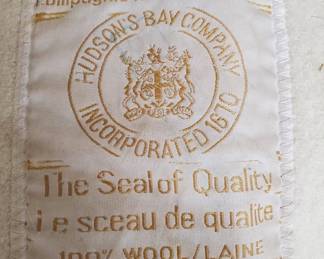 HUDSON'S BAY COMPANY
INCORPORATED 1670
The Seal of Quality
le sceau de qualite
100% WOOL/LAINE